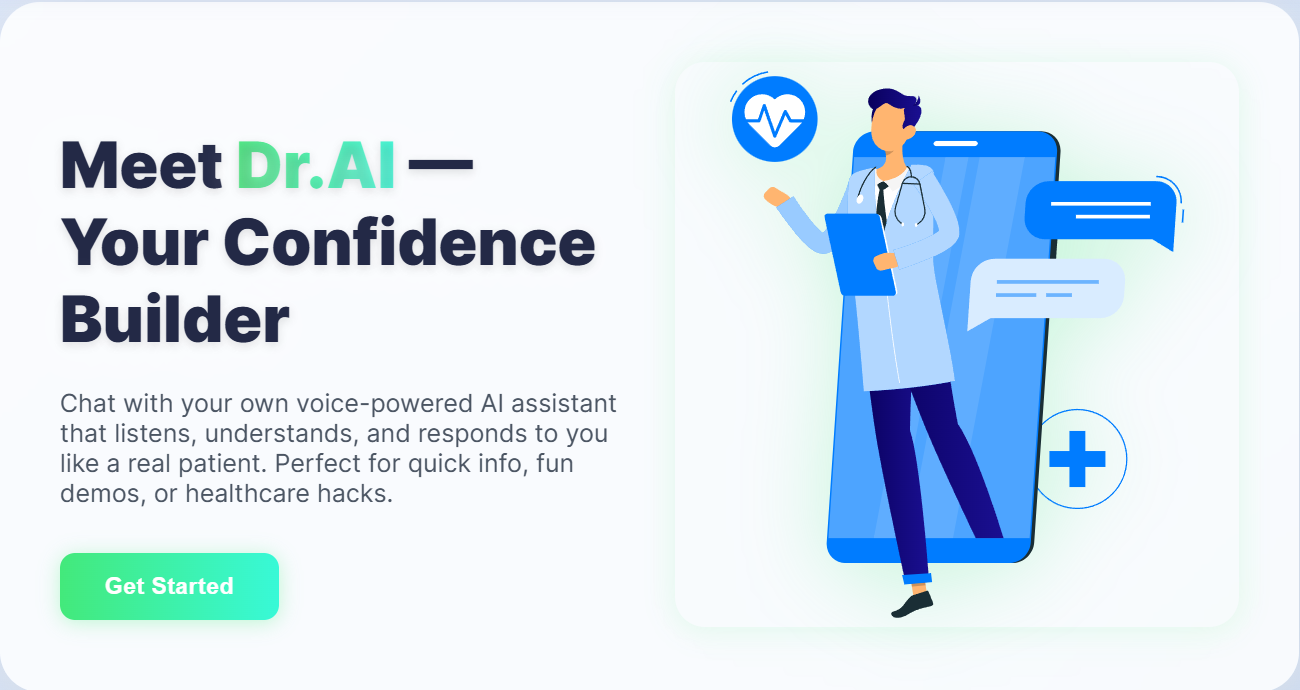 Meet Dr.AI —
Your Confidence
Builder
Chat with your own voice-powered AI assistant
that listens, understands, and responds to you
like a real patient. Perfect for quick info, fun
demos, or healthcare hacks.
Get Started